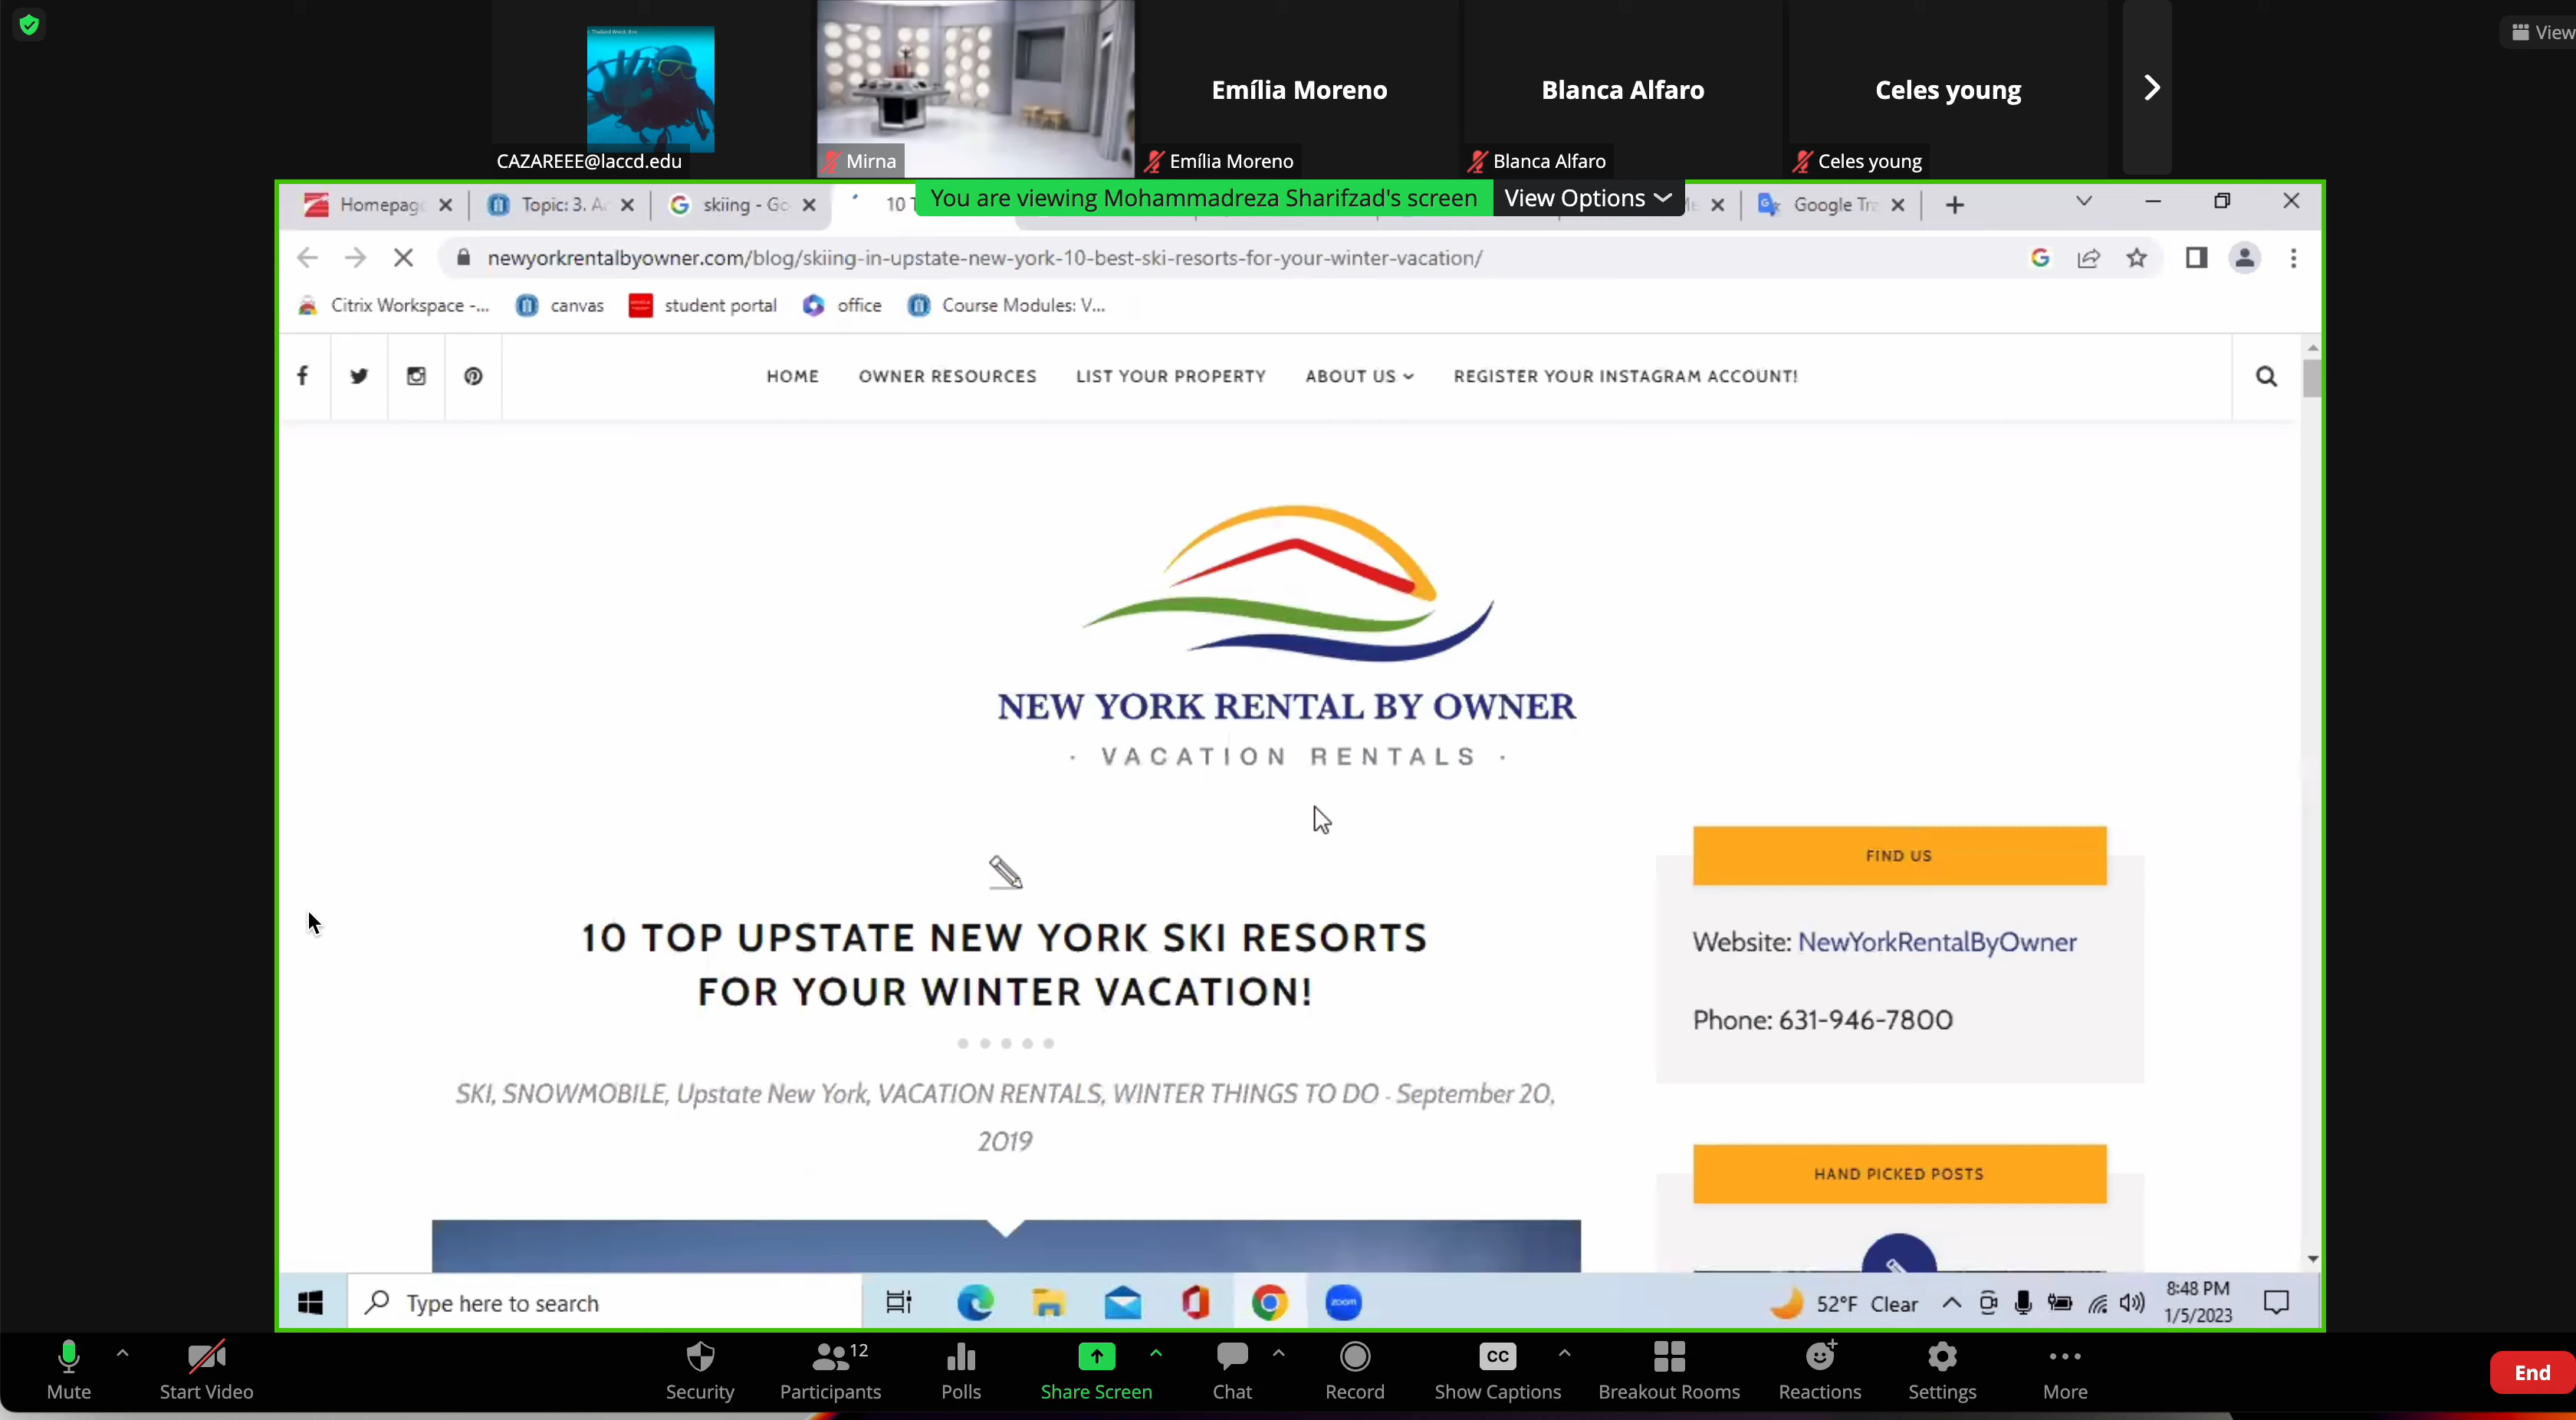 View
Thailand Wreck dive
Emília Moreno
Blanca Alfaro
Celes young
CAZAREEE@laccd.edu
Mirna
Emília Moreno
Blanca Alfaro
Celes young
You are viewing Mohammadreza Sharifzad's screen
View Options
Homepage
Topic: 3. A
skiing - Go
10 T
Google Tra
newyorkrentalbyowner.com/blog/skiing-in-upstate-new-york-10-best-ski-resorts-for-your-winter-vacation/
Citrix Workspace -...
canvas
student portal
office
Course Modules: V...
HOME
OWNER RESOURCES
LIST YOUR PROPERTY
ABOUT US
REGISTER YOUR INSTAGRAM ACCOUNT!
NEW YORK RENTAL BY OWNER
· VACATION RENTALS ·
10 TOP UPSTATE NEW YORK SKI RESORTS
FOR YOUR WINTER VACATION!
SKI, SNOWMOBILE, Upstate New York, VACATION RENTALS, WINTER THINGS TO DO - September 20,
2019
FIND US
Website: NewYorkRentalByOwner
Phone: 631-946-7800
HAND PICKED POSTS
Type here to search
zoom
52°F Clear
8:48 PM
1/5/2023
Mute
Start Video
Security
Participants
12
Polls
Share Screen
Chat
Record
CC
Show Captions
Breakout Rooms
Reactions
Settings
More
End